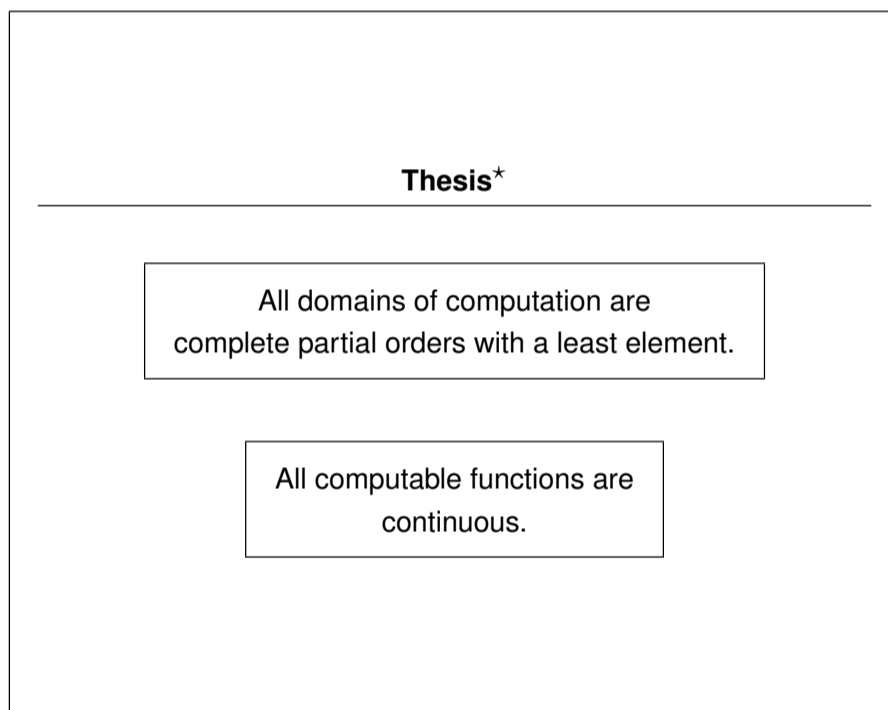 Thesis⋆
All domains of computation are
complete partial orders with a least element.
All computable functions are
continuous.